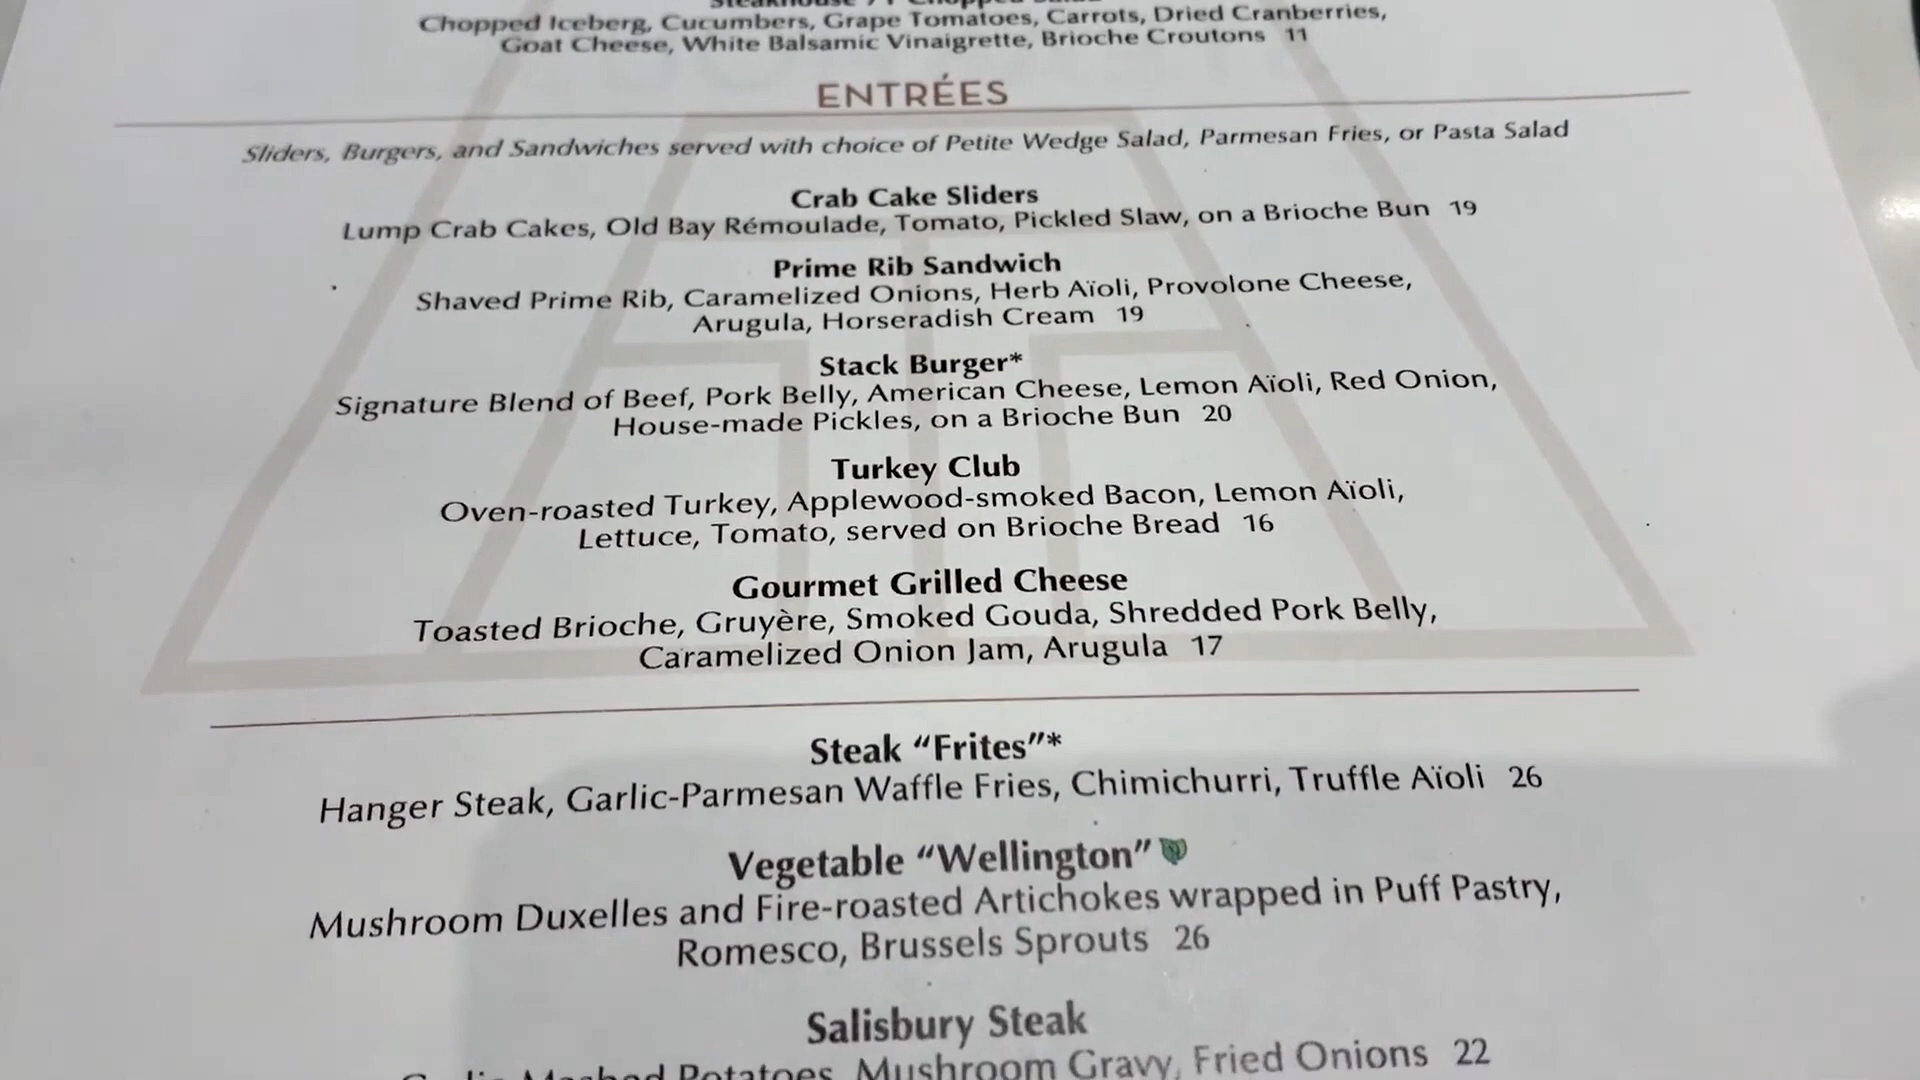 Chopped Iceberg, Cucumbers, Grape Tomatoes, Carrots, Dried Cranberries,
Goat Cheese, White Balsamic Vinaigrette, Brioche Croutons 11
ENTRÉES
Sliders, Burgers, and Sandwiches served with choice of Petite Wedge Salad, Parmesan Fries, or Pasta Salad
Crab Cake Sliders
Lump Crab Cakes, Old Bay Rémoulade, Tomato, Pickled Slaw, on a Brioche Bun 19
Prime Rib Sandwich
Shaved Prime Rib, Caramelized Onions, Herb Aïoli, Provolone Cheese,
Arugula, Horseradish Cream 19
Stack Burger*
Signature Blend of Beef, Pork Belly, American Cheese, Lemon Aïoli, Red Onion,
House-made Pickles, on a Brioche Bun 20
Turkey Club
Oven-roasted Turkey, Applewood-smoked Bacon, Lemon Aïoli,
Lettuce, Tomato, served on Brioche Bread 16
Gourmet Grilled Cheese
Toasted Brioche, Gruyère, Smoked Gouda, Shredded Pork Belly,
Caramelized Onion Jam, Arugula 17
Steak “Frites”*
Hanger Steak, Garlic-Parmesan Waffle Fries, Chimichurri, Truffle Aïoli 26
Vegetable “Wellington”
Mushroom Duxelles and Fire-roasted Artichokes wrapped in Puff Pastry,
Romesco, Brussels Sprouts 26
Salisbury Steak
Mashed Potatoes, Mushroom Gravy, Fried Onions 22